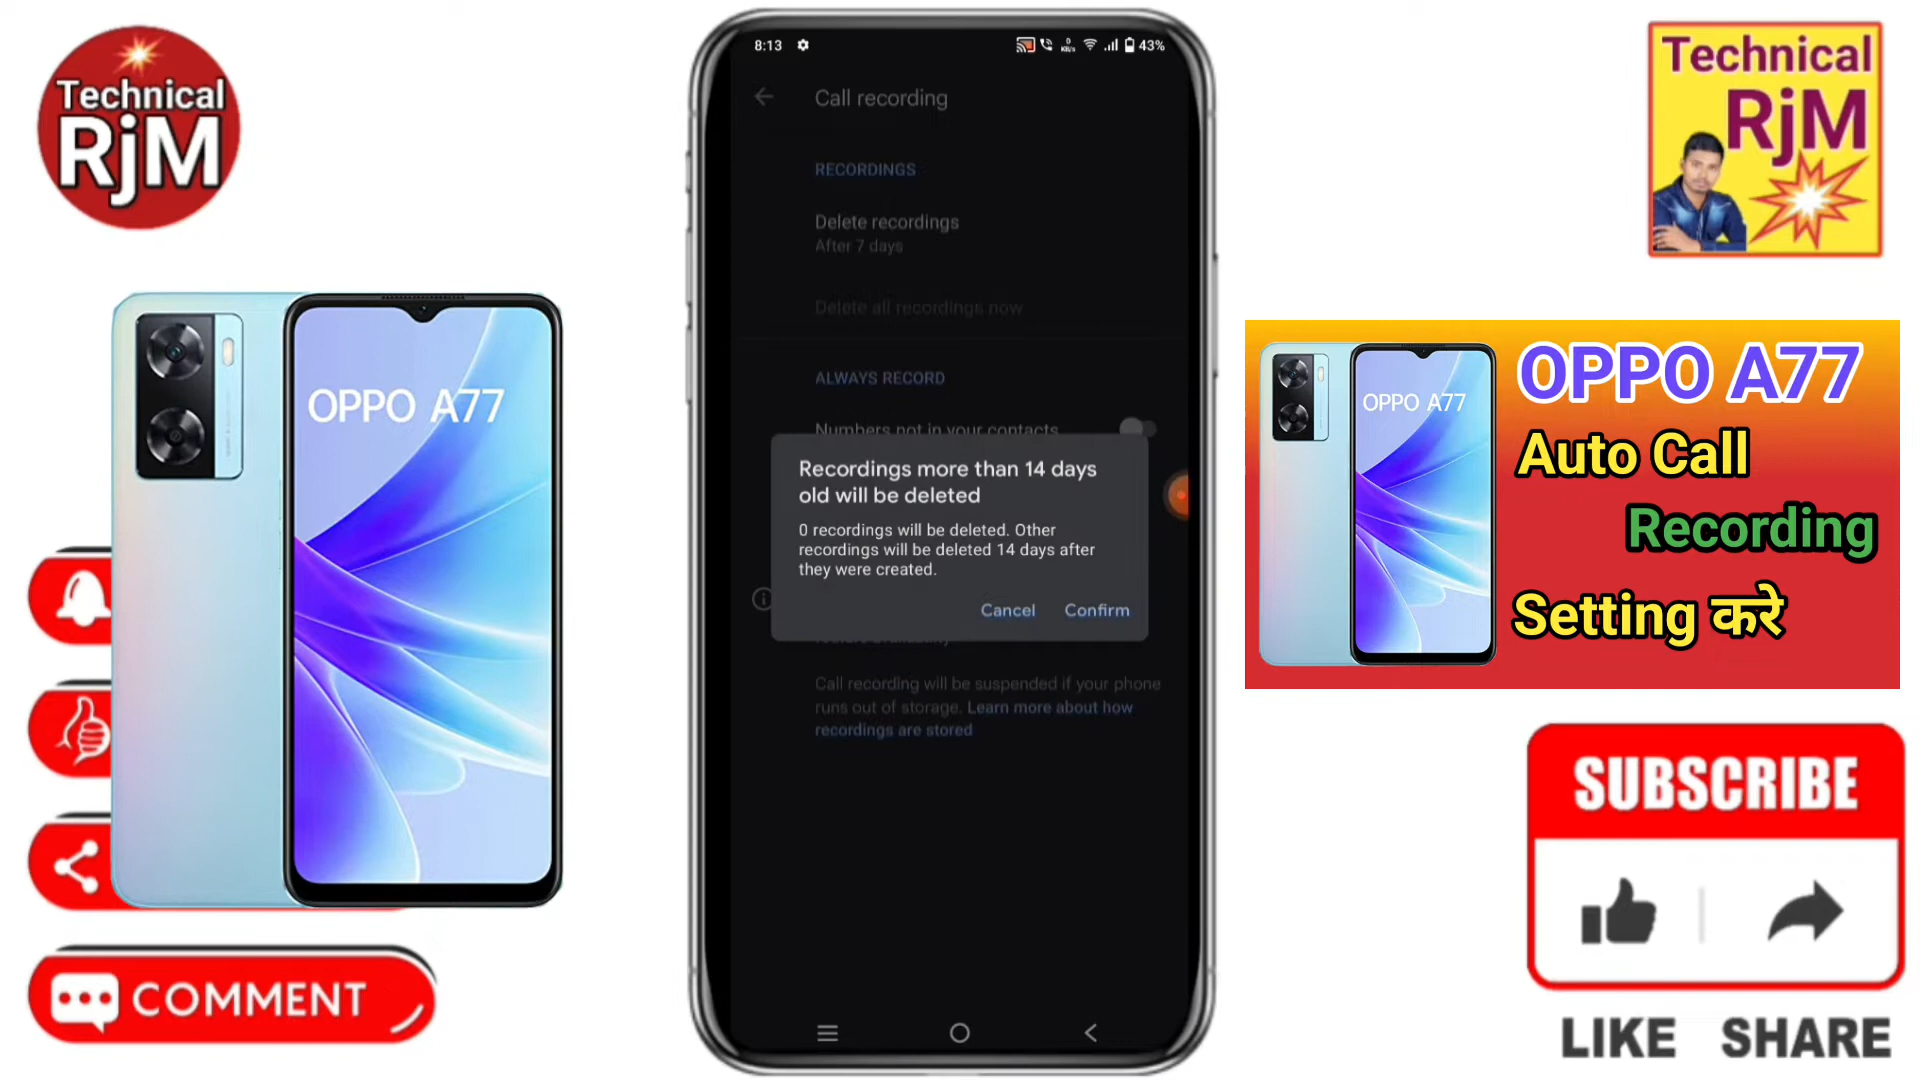 Technical
RjM
OPPO A77
COMMENT
8:13
43%
Call recording
RECORDINGS
Delete recordings
After 7 days
Delete all recordings now
ALWAYS RECORD
Numbers not in your contacts
Recordings more than 14 days
old will be deleted
0 recordings will be deleted. Other
recordings will be deleted 14 days after
they were created.
Cancel Confirm
Call recording will be suspended if your phone
runs out of storage. Learn more about how
recordings are stored
Technical
RjM
OPPO A77
OPPO A77
Auto Call
Recording
Setting करे
SUBSCRIBE
LIKE SHARE